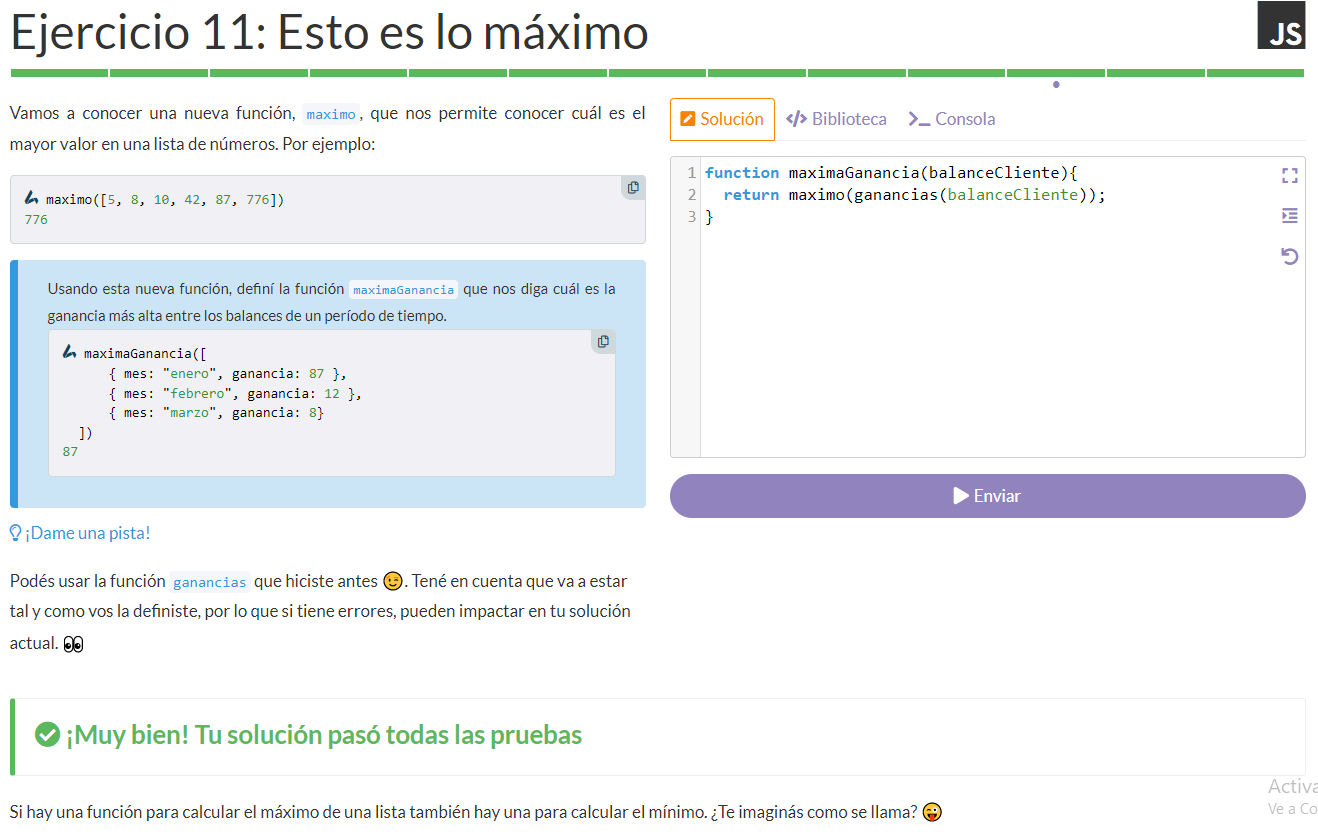 Ejercicio 11: Esto es lo máximo
JS
Vamos a conocer una nueva función, maximo, que nos permite conocer cuál es el
mayor valor en una lista de números. Por ejemplo:
maximo([5, 8, 10, 42, 87, 776])
776
Usando esta nueva función, definí la función maximaGanancia que nos diga cuál es la
ganancia más alta entre los balances de un período de tiempo.
maximaGanancia([
{ mes: "enero", ganancia: 87 },
{ mes: "febrero", ganancia: 12 },
{ mes: "marzo", ganancia: 8}
])
87
¡Dame una pista!
Podés usar la función ganancias que hiciste antes 😉. Tené en cuenta que va a estar
tal y como vos la definiste, por lo que si tiene errores, pueden impactar en tu solución
actual. 👀
Solución </> Biblioteca >_ Consola
1 function maximaGanancia(balanceCliente){
2 return maximo(ganancias(balanceCliente));
3 }
Enviar
¡Muy bien! Tu solución pasó todas las pruebas
Si hay una función para calcular el máximo de una lista también hay una para calcular el mínimo. ¿Te imaginás como se llama? 😜
Activa
Ve a Co